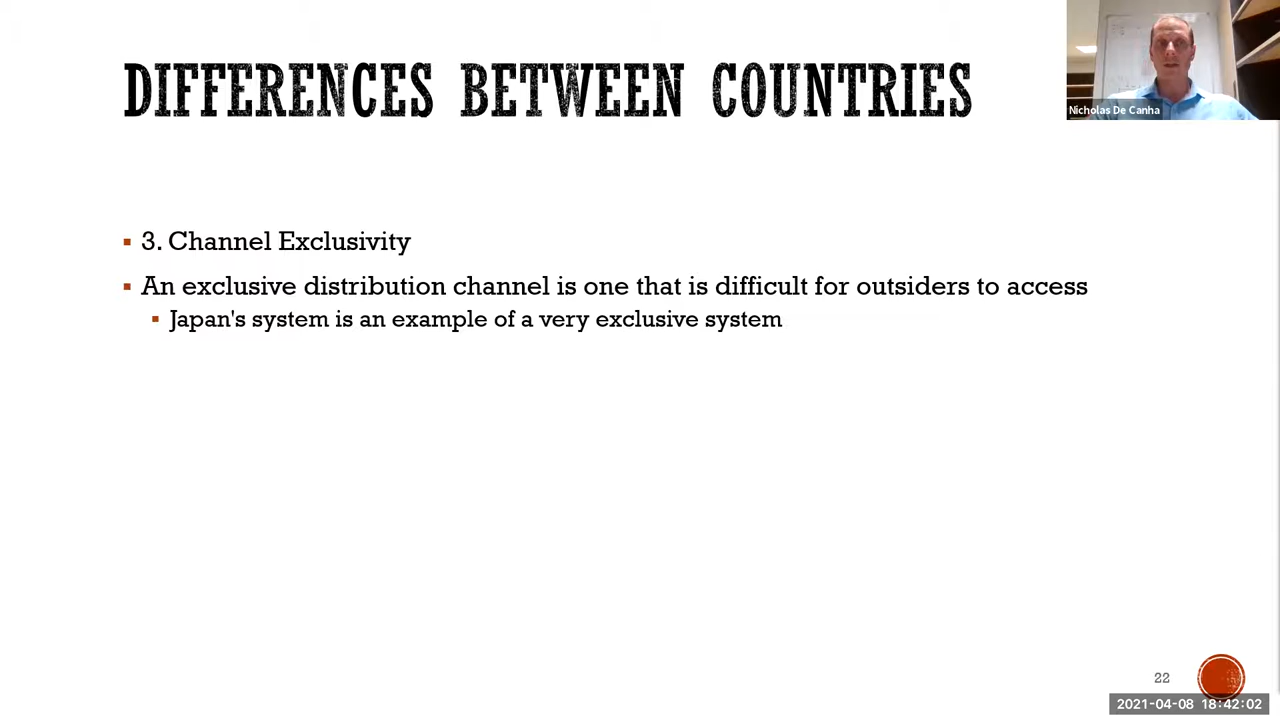 DIFFERENCES BETWEEN COUNTRIES
Nicholas De Canha
▪ 3. Channel Exclusivity
▪ An exclusive distribution channel is one that is difficult for outsiders to access
▪ Japan's system is an example of a very exclusive system
22
2021-04-08 18:42:02